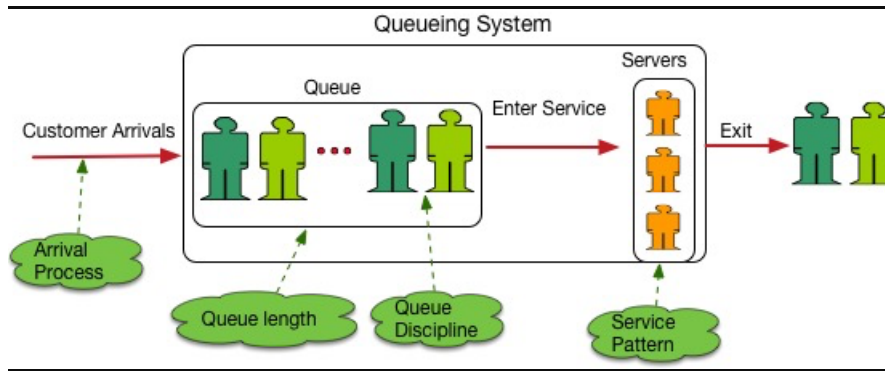 Queueing System
Servers
Queue
Enter Service
Customer Arrivals
Exit
Arrival
Process
Queue length
Queue
Discipline
Service
Pattern